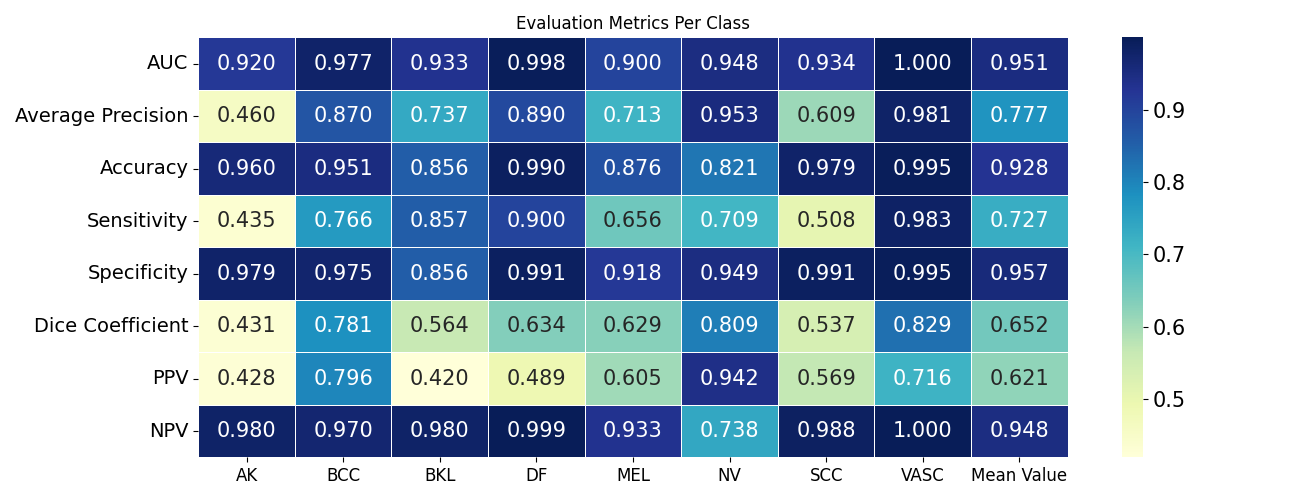 Evaluation Metrics Per Class
AUC 0.920 0.977 0.933 0.998 0.900 0.948 0.934 1.000 0.951
Average Precision 0.460 0.870 0.737 0.890 0.713 0.953 0.609 0.981 0.777
Accuracy 0.960 0.951 0.856 0.990 0.876 0.821 0.979 0.995 0.928
Sensitivity 0.435 0.766 0.857 0.900 0.656 0.709 0.508 0.983 0.727
Specificity 0.979 0.975 0.856 0.991 0.918 0.949 0.991 0.995 0.957
Dice Coefficient 0.431 0.781 0.564 0.634 0.629 0.809 0.537 0.829 0.652
PPV 0.428 0.796 0.420 0.489 0.605 0.942 0.569 0.716 0.621
NPV 0.980 0.970 0.980 0.999 0.933 0.738 0.988 1.000 0.948
AK BCC BKL DF MEL NV SCC VASC Mean Value
0.9
0.8
0.7
0.6
0.5